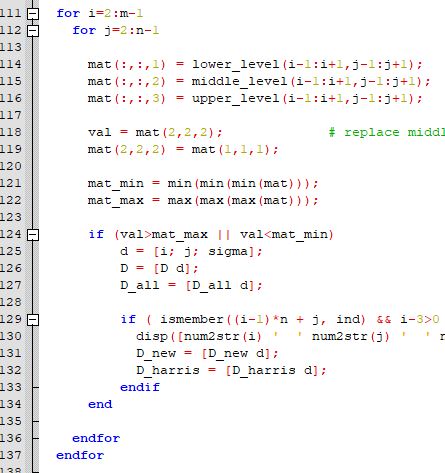 111 for i=2:m-1
112 for j=2:n-1
113
114 mat(:,:,1) = lower_level(i-1:i+1,j-1:j+1);
115 mat(:,:,2) = middle_level(i-1:i+1,j-1:j+1);
116 mat(:,:,3) = upper_level(i-1:i+1,j-1:j+1);
117
118 val = mat(2,2,2); # replace middl
119 mat(2,2,2) = mat(1,1,1);
120
121 mat_min = min(min(min(mat)));
122 mat_max = max(max(max(mat)));
123
124 if (val>mat_max || val<mat_min)
125 d = [i; j; sigma];
126 D = [D d];
127 D_all = [D_all d];
128
129 if ( ismember((i-1)*n + j, ind) && i-3>0
130 disp([num2str(i) ' ' num2str(j) ' ' n
131 D_new = [D_new d];
132 D_harris = [D_harris d];
133 endif
134 end
135
136 endfor
137 endfor
138